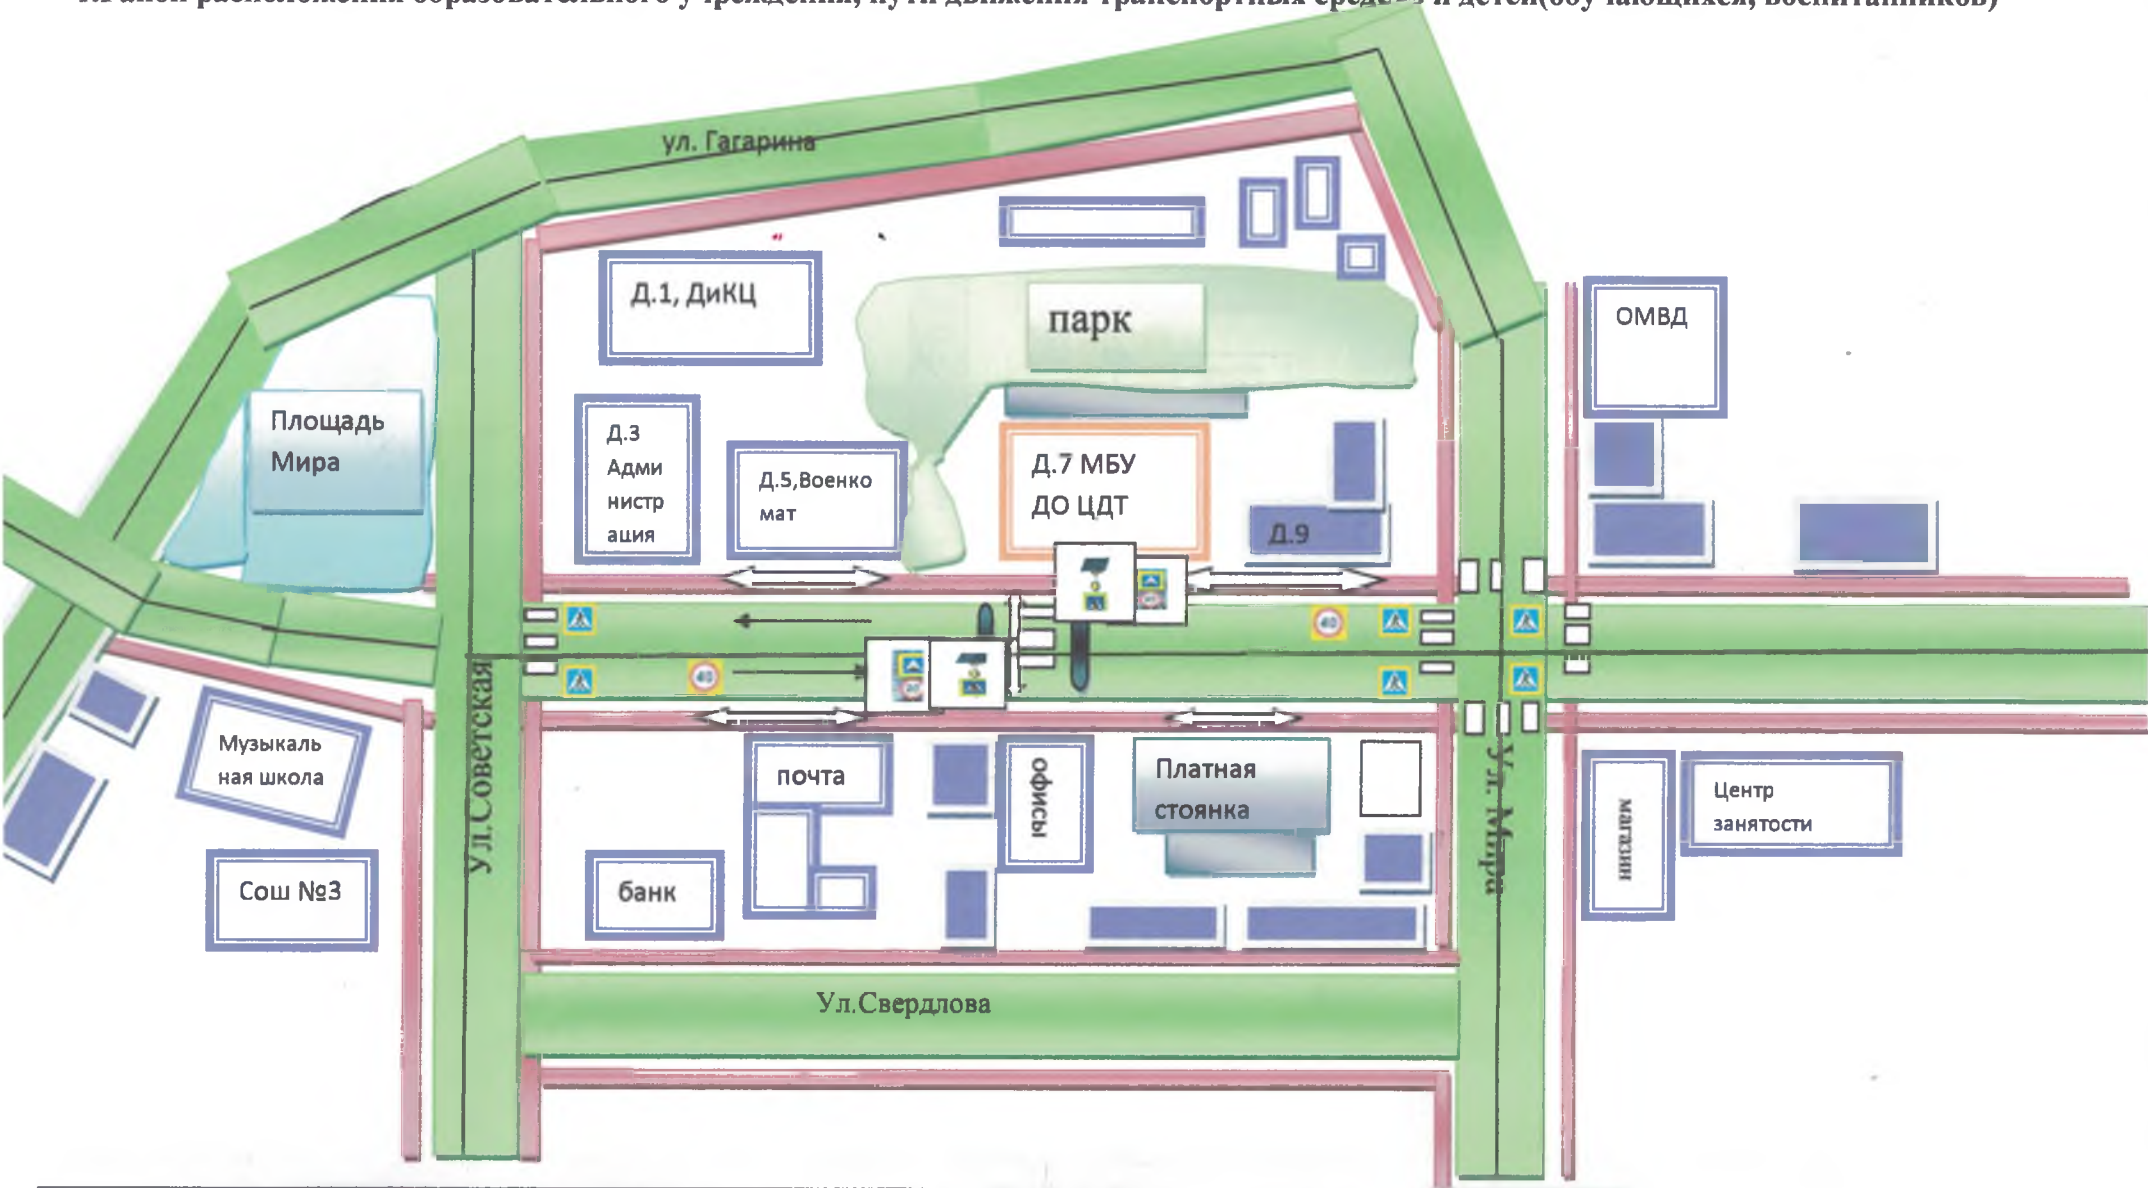 ул. Гагарина
Д.1, ДиКЦ
парк
ОМВД
Площадь
Мира
Д.3
Адми
нистр
ация
Д.5,Военко
мат
Д.7 МБУ
ДО ЦДТ
Д.9
40
40
Ул.Советская
Ул. Мира
Музыкаль
ная школа
почта
офисы
Платная
стоянка
магазин
Центр
занятости
Сош №3
банк
Ул.Свердлова